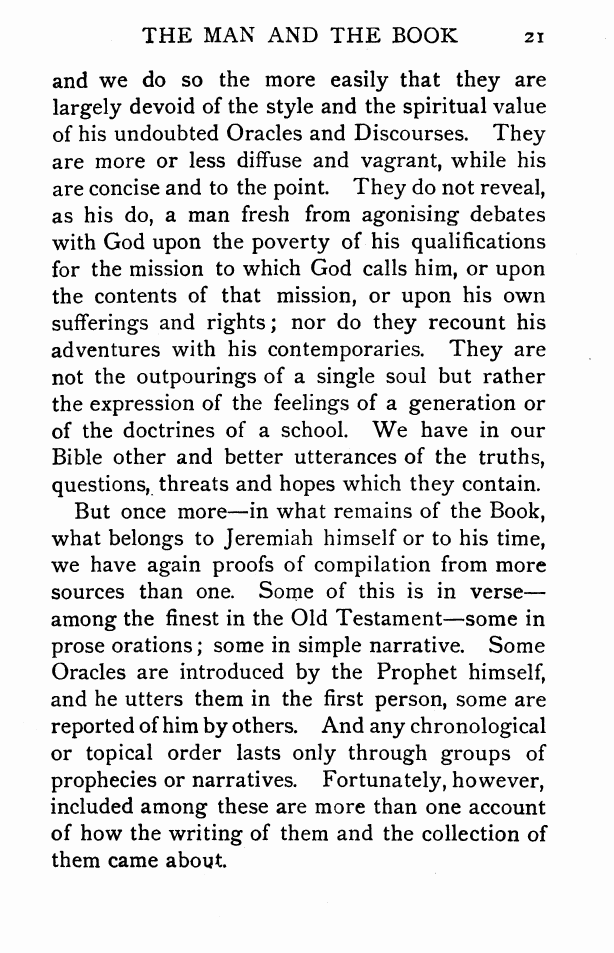 THE MAN AND THE BOOK 21
and we do so the more easily that they are
largely devoid of the style and the spiritual value
of his undoubted Oracles and Discourses. They
are more or less diffuse and vagrant, while his
are concise and to the point. They do not reveal,
as his do, a man fresh from agonising debates
with God upon the poverty of his qualifications
for the mission to which God calls him, or upon
the contents of that mission, or upon his own
sufferings and rights; nor do they recount his
adventures with his contemporaries. They are
not the outpourings of a single soul but rather
the expression of the feelings of a generation or
of the doctrines of a school. We have in our
Bible other and better utterances of the truths,
questions, threats and hopes which they contain.
But once more—in what remains of the Book,
what belongs to Jeremiah himself or to his time,
we have again proofs of compilation from more
sources than one. Some of this is in verse—
among the finest in the Old Testament—some in
prose orations; some in simple narrative. Some
Oracles are introduced by the Prophet himself,
and he utters them in the first person, some are
reported of him by others. And any chronological
or topical order lasts only through groups of
prophecies or narratives. Fortunately, however,
included among these are more than one account
of how the writing of them and the collection of
them came about.